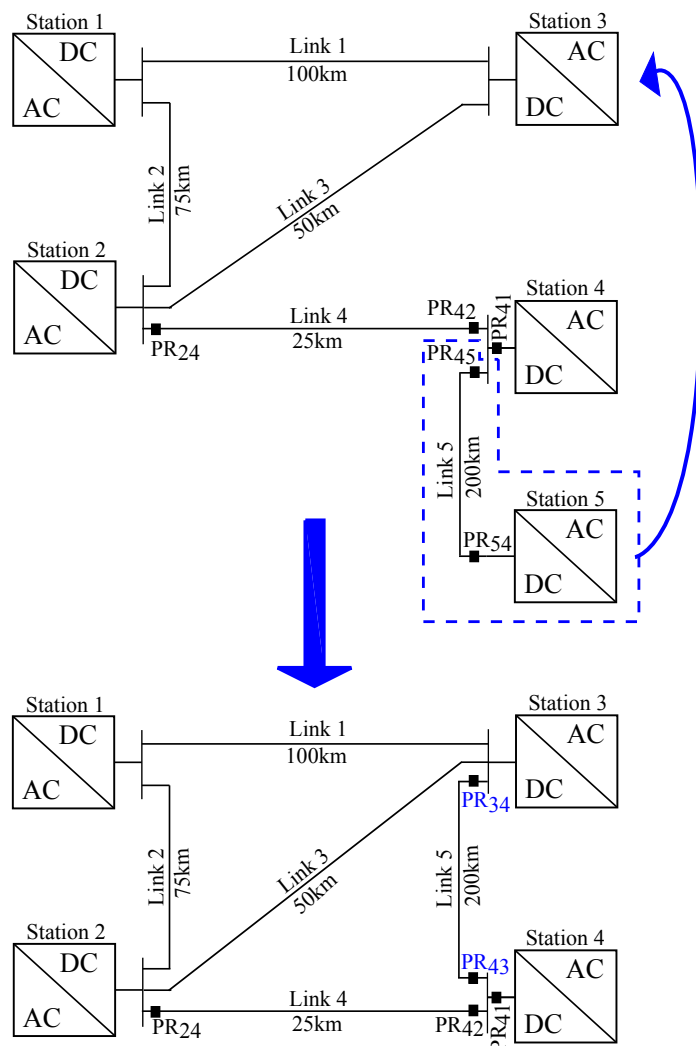 Station 1
DC
AC
Link 1
100km
Station 3
AC
DC
Link 2
75km
Link 3
50km
Station 2
DC
AC
PR24
Link 4
25km
PR42
PR45
PR41
Station 4
AC
DC
Link 5
200km
PR54
Station 5
AC
DC
Station 1
DC
AC
Link 1
100km
Station 3
AC
DC
PR34
Link 2
75km
Link 3
50km
Link 5
200km
Station 2
DC
AC
PR24
Link 4
25km
PR43
PR42
PR41
Station 4
AC
DC